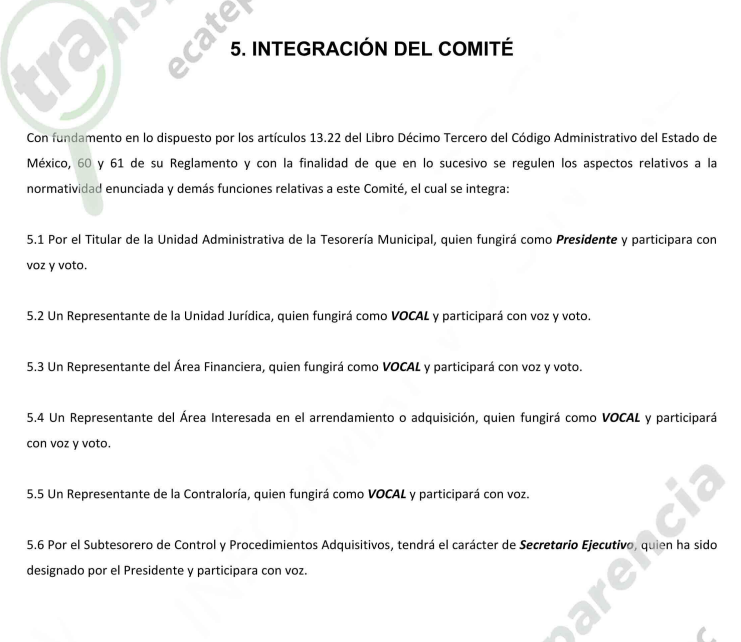 5. INTEGRACIÓN DEL COMITÉ
Con fundamento en lo dispuesto por los artículos 13.22 del Libro Décimo Tercero del Código Administrativo del Estado de
México, 60 y 61 de su Reglamento y con la finalidad de que en lo sucesivo se regulen los aspectos relativos a la
normatividad enunciada y demás funciones relativas a este Comité, el cual se integra:
5.1 Por el Titular de la Unidad Administrativa de la Tesorería Municipal, quien fungirá como Presidente y participara con
voz y voto.
5.2 Un Representante de la Unidad Jurídica, quien fungirá como VOCAL y participará con voz y voto.
5.3 Un Representante del Área Financiera, quien fungirá como VOCAL y participará con voz y voto.
5.4 Un Representante del Área Interesada en el arrendamiento o adquisición, quien fungirá como VOCAL y participará
con voz y voto.
5.5 Un Representante de la Contraloría, quien fungirá como VOCAL y participará con voz.
5.6 Por el Subtesorero de Control y Procedimientos Adquisitivos, tendrá el carácter de Secretario Ejecutivo, quien ha sido
designado por el Presidente y participara con voz.